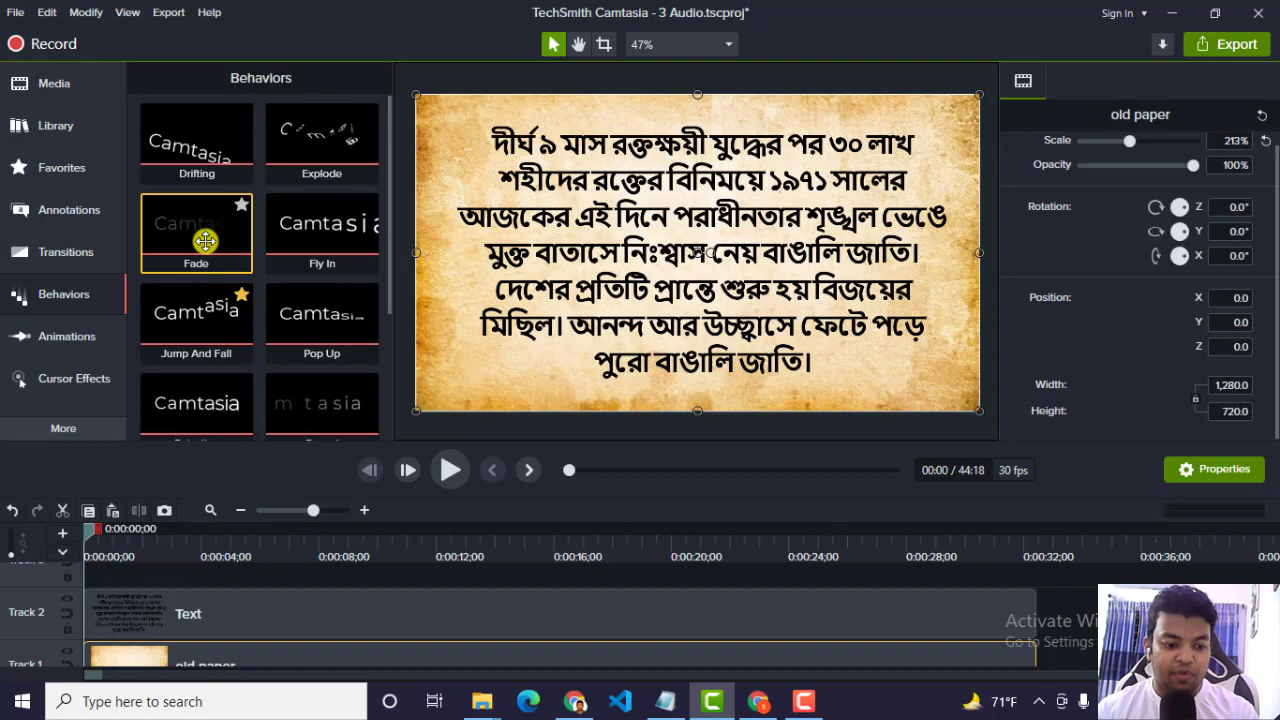 File Edit Modify View Export Help
TechSmith Camtasia - 3 Audio.tscproj*
Sign In
Record
47%
Export
Media
Library
Favorites
Annotations
Transitions
Behaviors
Animations
Cursor Effects
More
Behaviors
Camtasia
Drifting
Explode
Fade
Camtasia
Fly In
Camtasia
Jump And Fall
Camtasia
Pop Up
Camtasia
m t a s i a
দীর্ঘ ৯ মাস রক্তক্ষয়ী যুদ্ধের পর ৩০ লাখ
শহীদের রক্তের বিনিময়ে ১৯৭১ সালের
আজকের এই দিনে পরাধীনতার শৃঙ্খল ভেঙে
মুক্ত বাতাসে নিঃশ্বাস নেয় বাঙালি জাতি।
দেশের প্রতিটি প্রান্তে শুরু হয় বিজয়ের
মিছিল। আনন্দ আর উচ্ছ্বাসে ফেটে পড়ে
পুরো বাঙালি জাতি।
old paper
Scale 213%
Opacity 100%
Rotation: Z 0.0°
Y 0.0°
X 0.0°
Position: X 0.0
Y 0.0
Z 0.0
Width: 1,280.0
Height: 720.0
00:00 / 44:18 30 fps
Properties
0:00:00;00
0:00:00;00 0:00:04;00 0:00:08;00 0:00:12;00 0:00:16;00 0:00:20;00 0:00:24;00 0:00:28;00 0:00:32;00 0:00:36;00
Track 2
Text
Track 1
old paper
Go to Settings
Type here to search
71°F